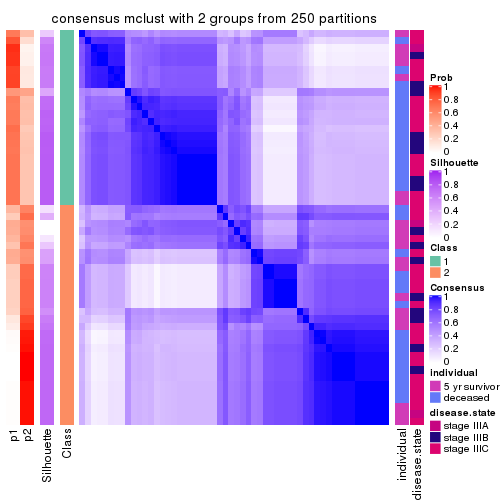 consensus mclust with 2 groups from 250 partitions
p1
p2
Silhouette
Class
individual
disease.state
Prob
1
0.8
0.6
0.4
0.2
0
Silhouette
1
0.8
0.6
0.4
0.2
0
Class
1
2
Consensus
1
0.8
0.6
0.4
0.2
0
individual
5 yr survivor
deceased
disease.state
stage IIIA
stage IIIB
stage IIIC